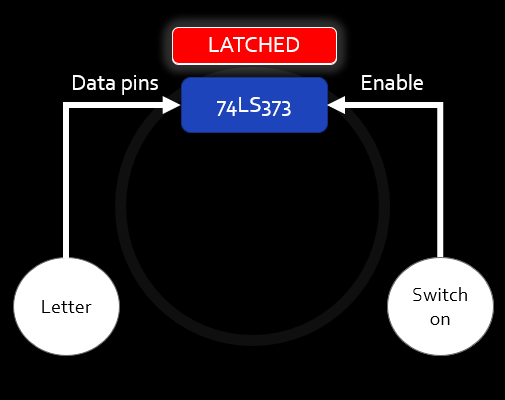 LATCHED
Data pins
74LS373
Enable
Letter
Switch
on